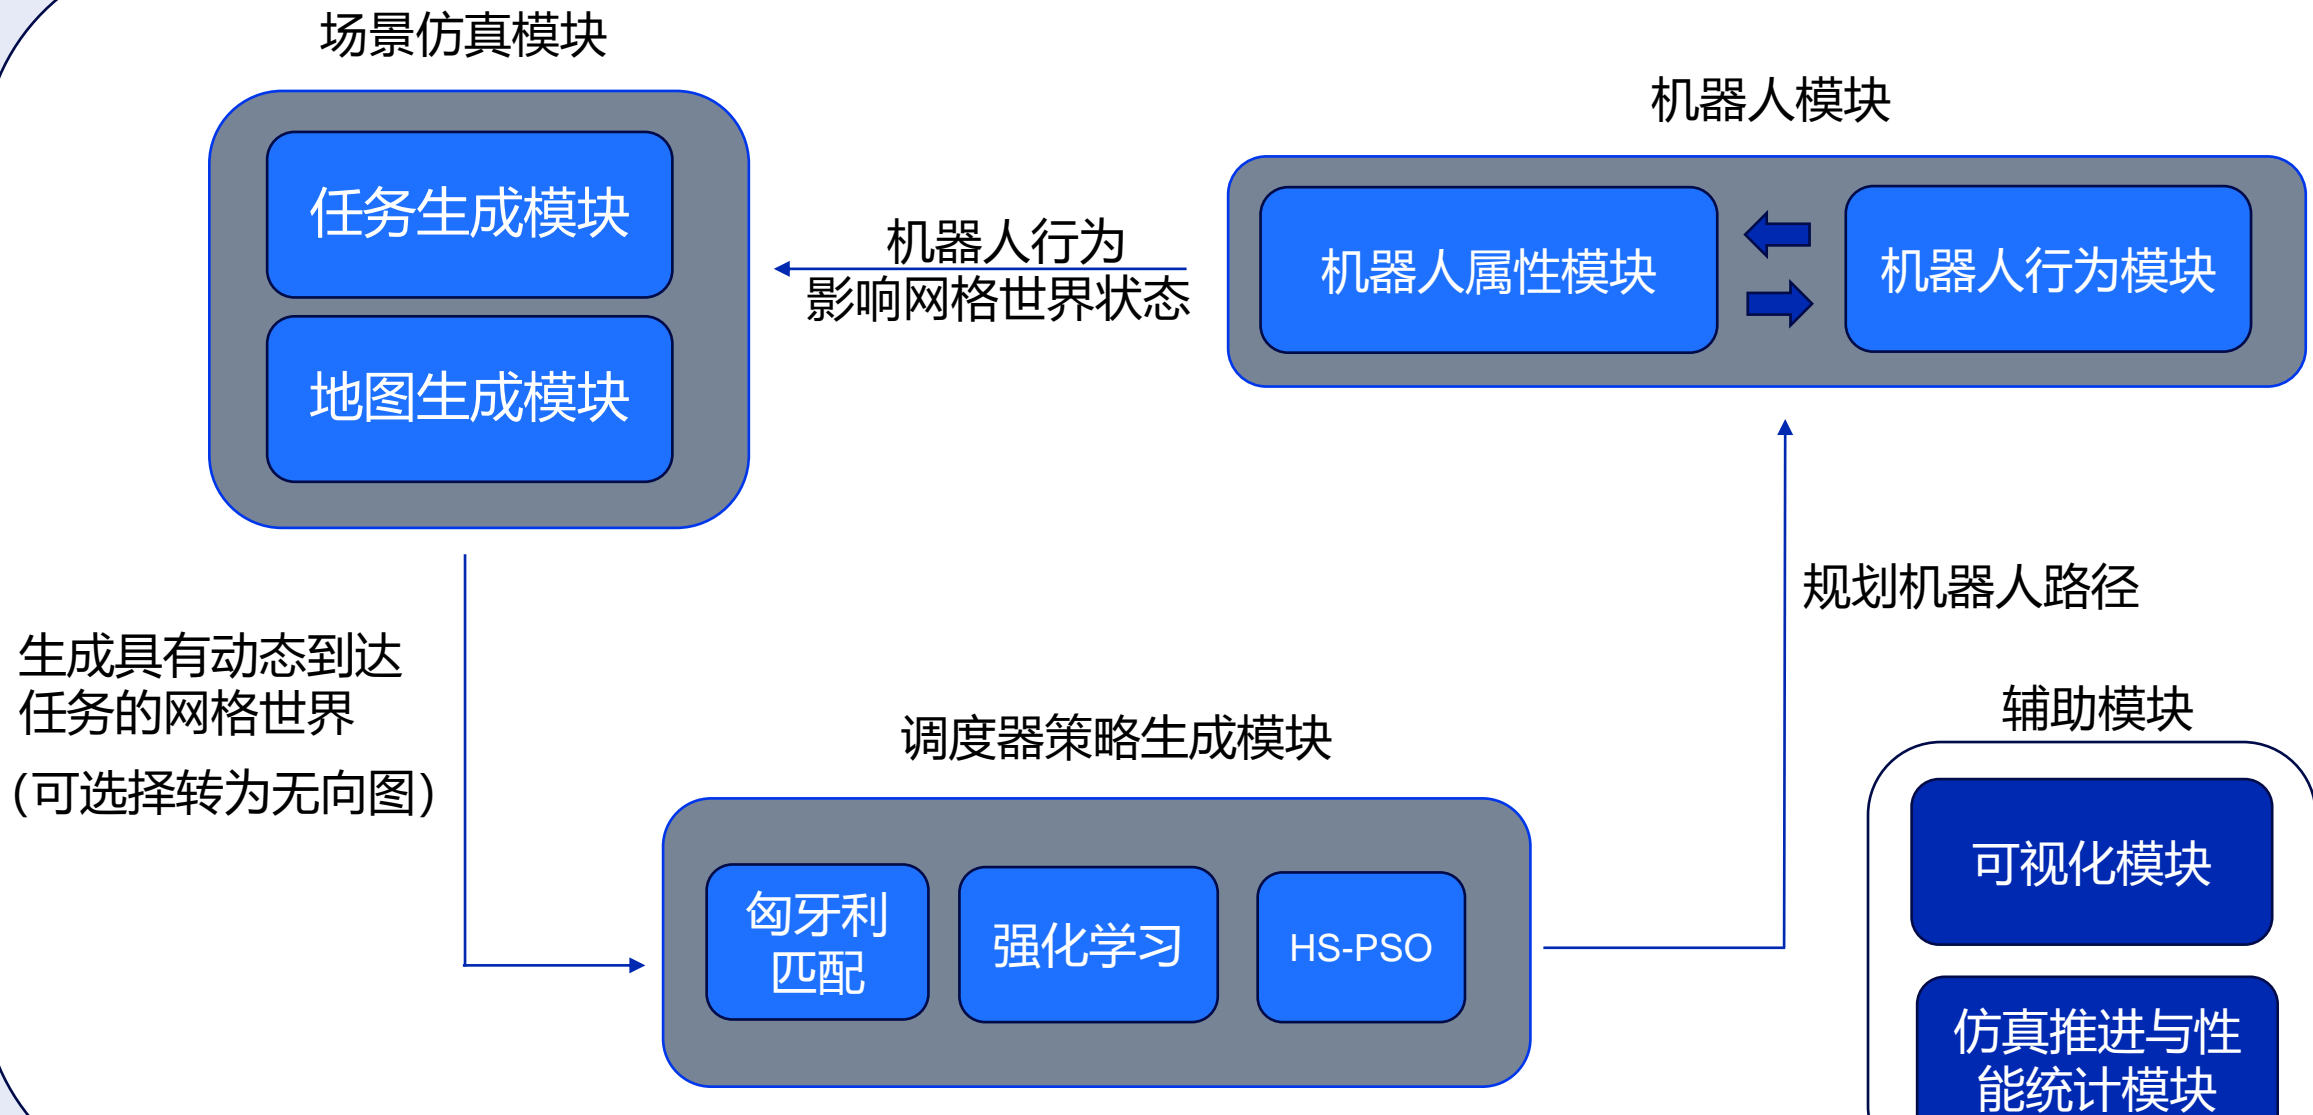 场景仿真模块
任务生成模块
地图生成模块
机器人行为
影响网格世界状态
机器人模块
机器人属性模块
机器人行为模块
生成具有动态到达
任务的网格世界
(可选择转为无向图)
调度器策略生成模块
匈牙利
匹配
强化学习
HS-PSO
规划机器人路径
辅助模块
可视化模块
仿真推进与性
能统计模块